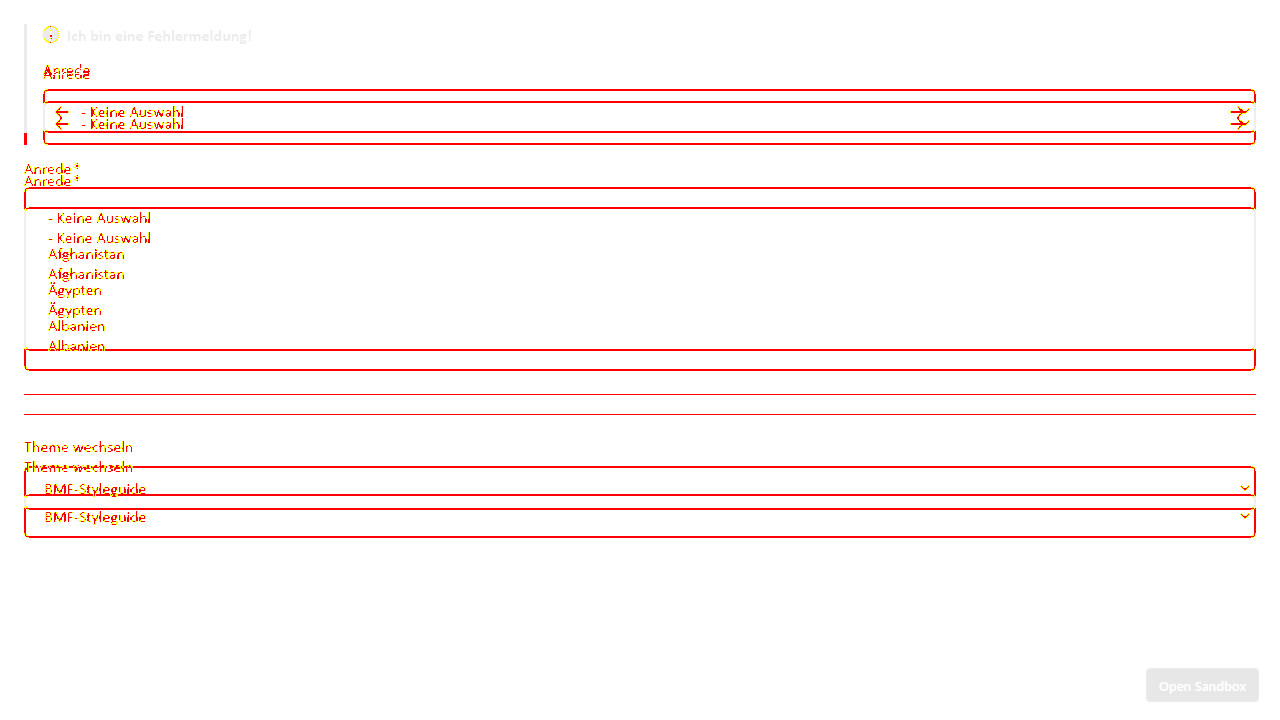 Ich bin eine Fehlermeldung!
Anrede
Anrede
- Keine Auswahl
- Keine Auswahl
Anrede *
Anrede *
- Keine Auswahl
- Keine Auswahl
Afghanistan
Afghanistan
Ägypten
Ägypten
Albanien
Albanien
Theme wechseln
Theme wechseln
BMF-Styleguide
BMF-Styleguide
Open Sandbox